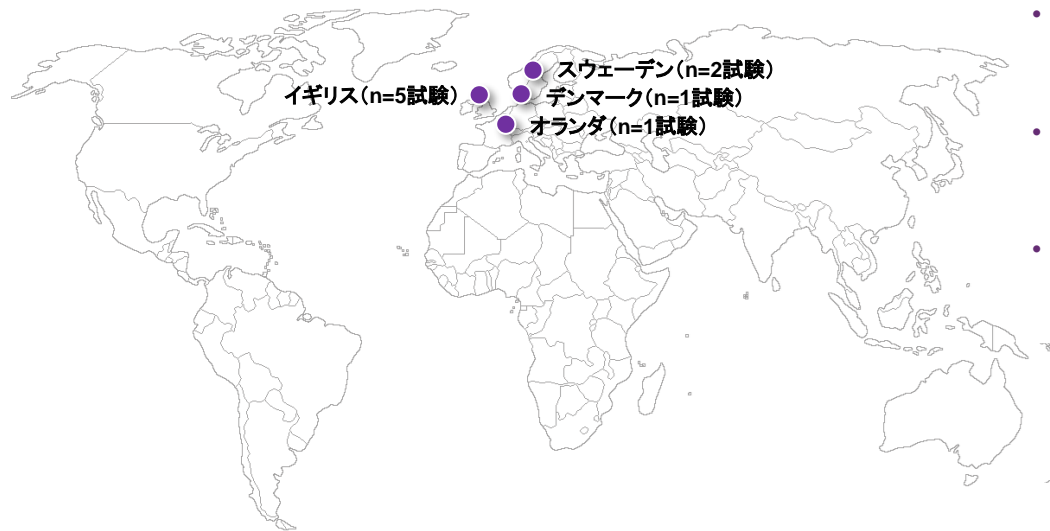 スウェーデン（n=2試験）
イギリス（n=5試験）
デンマーク（n=1試験）
オランダ（n=1試験）